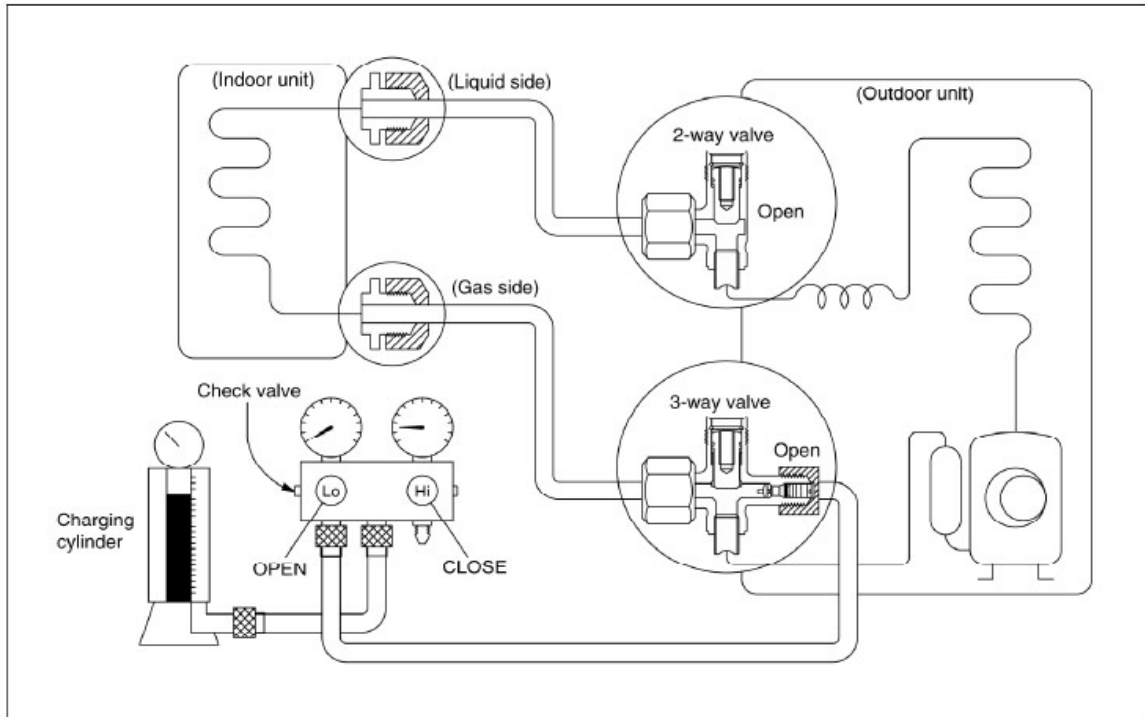 (Indoor unit)
(Liquid side)
(Outdoor unit)
2-way valve
Open
(Gas side)
3-way valve
Open
Check valve
Lo
Hi
Charging
cylinder
OPEN
CLOSE